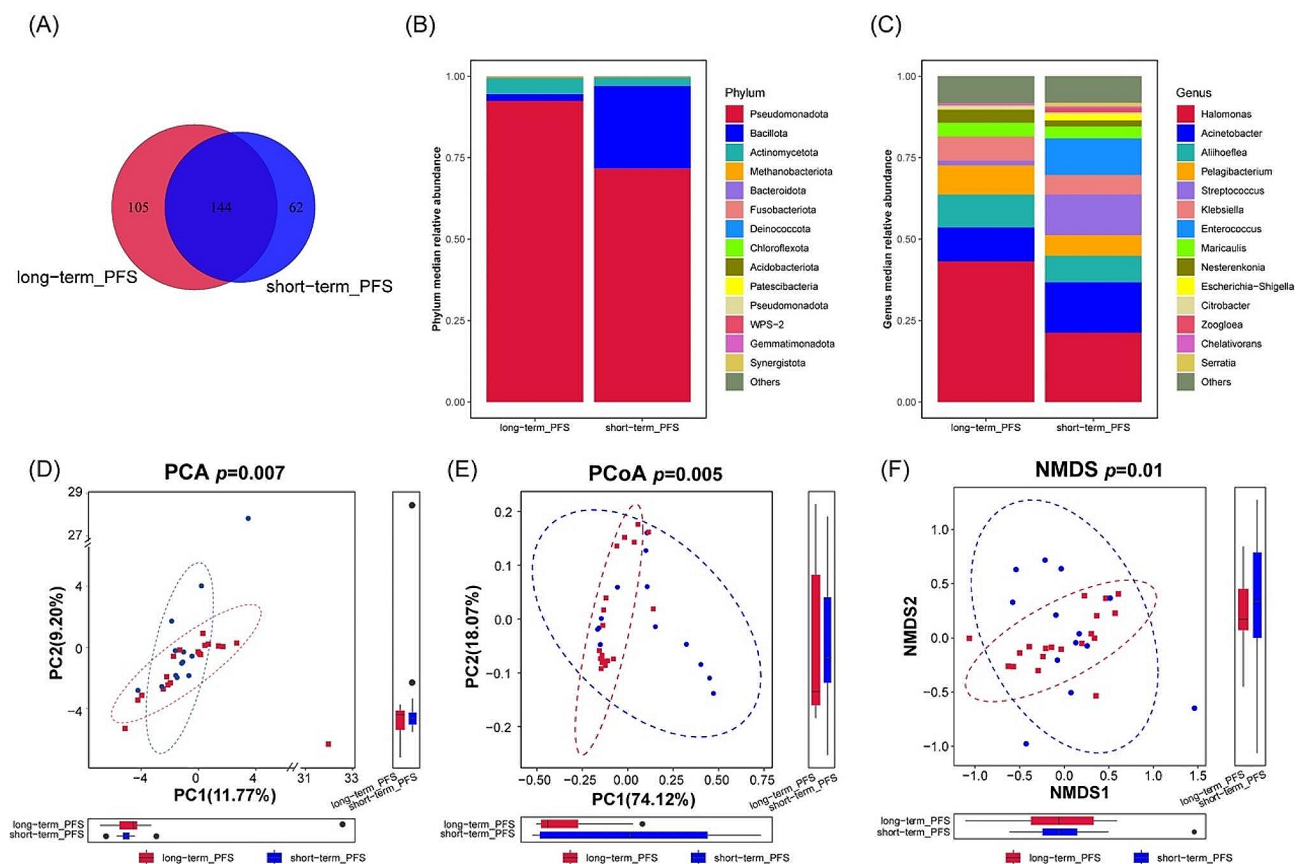 (A)
105
144
62
long-term_PFS
short-term_PFS
(B)
Phylum median relative abundance
1.00
0.75
0.50
0.25
0.00
long-term_PFS
short-term_PFS
Phylum
Pseudomonadota
Bacillota
Actinomycetota
Methanobacteriota
Bacteroidota
Fusobacteriota
Deinococcota
Chloroflexota
Acidobacteriota
Patescibacteria
Pseudomonadota
WPS-2
Gemmatimonadota
Synergistota
Others
(C)
Genus median relative abundance
1.00
0.75
0.50
0.25
0.00
long-term_PFS
short-term_PFS
Genus
Halomonas
Acinetobacter
Aliihoeflea
Pelagibacterium
Streptococcus
Klebsiella
Enterococcus
Maricaulis
Nesterenkonia
Escherichia-Shigella
Citrobacter
Zoogloea
Chelativorans
Serratia
Others
(D)
PCA p=0.007
PC2(9.20%)
29
27
4
0
−4
−4
0
4
31
33
PC1(11.77%)
long-term_PFS
short-term_PFS
long-term_PFS
short-term_PFS
long-term_PFS
short-term_PFS
(E)
PCoA p=0.005
PC2(18.07%)
0.2
0.1
0.0
−0.1
−0.2
−0.50
−0.25
0.00
0.25
0.50
0.75
PC1(74.12%)
long-term_PFS
short-term_PFS
long-term_PFS
short-term_PFS
long-term_PFS
short-term_PFS
(F)
NMDS p=0.01
NMDS2
1.0
0.5
0.0
−0.5
−1.0
−1.0
−0.5
0.0
0.5
1.0
1.5
NMDS1
long-term_PFS
short-term_PFS
long-term_PFS
short-term_PFS
long-term_PFS
short-term_PFS